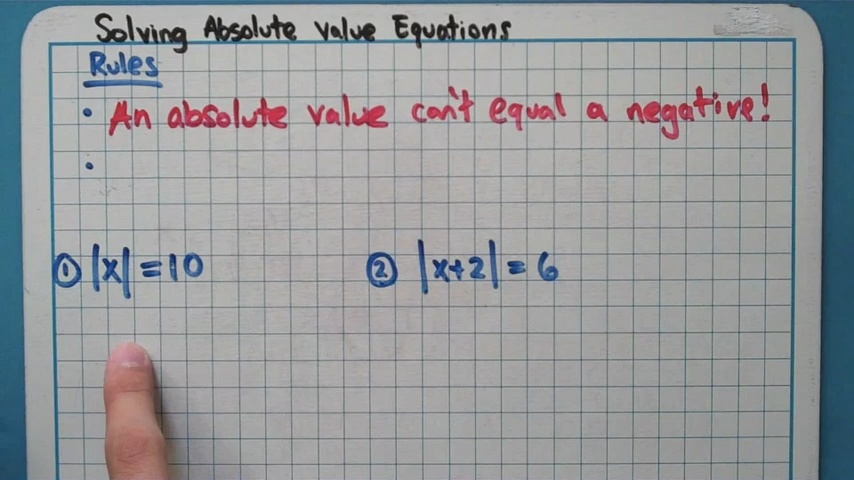 Solving Absolute value Equations
Rules
• An absolute value can't equal a negative!
•
① |x| = 10
② |x+2| = 6